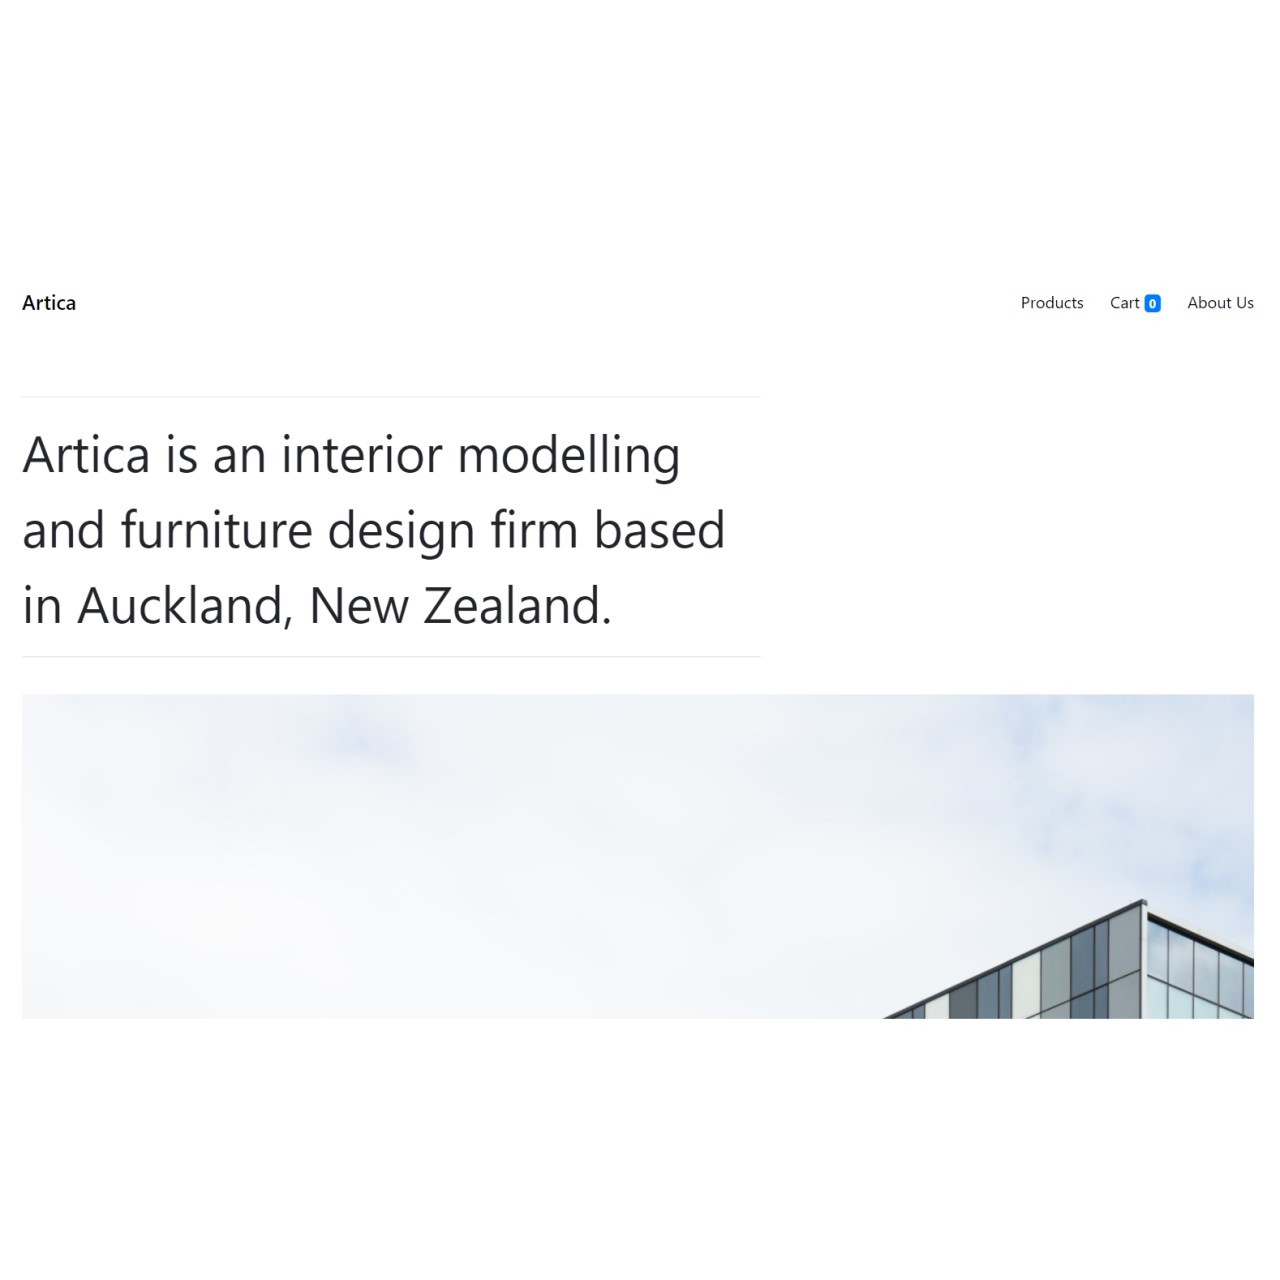 Artica
Products
Cart 0
About Us
Artica is an interior modelling
and furniture design firm based
in Auckland, New Zealand.